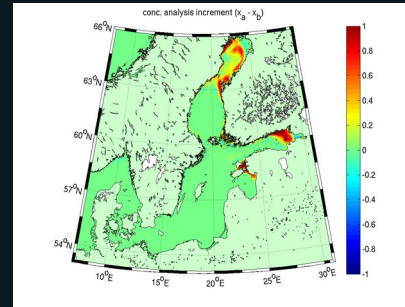 conc. analysis increment (x_a - x_b)
66°N
63°N
60°N
57°N
54°N
10°E
15°E
20°E
25°E
30°E
1
0.8
0.6
0.4
0.2
0
-0.2
-0.4
-0.6
-0.8
-1